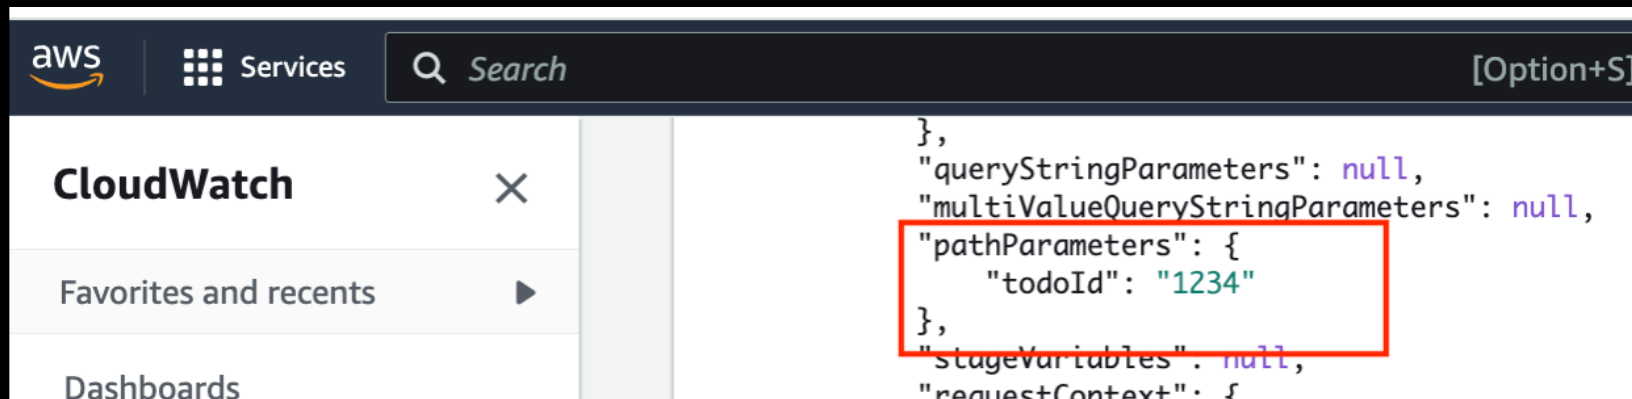 aws
Services
Search
[Option+S]
CloudWatch
Favorites and recents
Dashboards
},
"queryStringParameters": null,
"multiValueQueryStringParameters": null,
"pathParameters": {
"todoId": "1234"
},
"stageVariables": null,
"requestContext": {